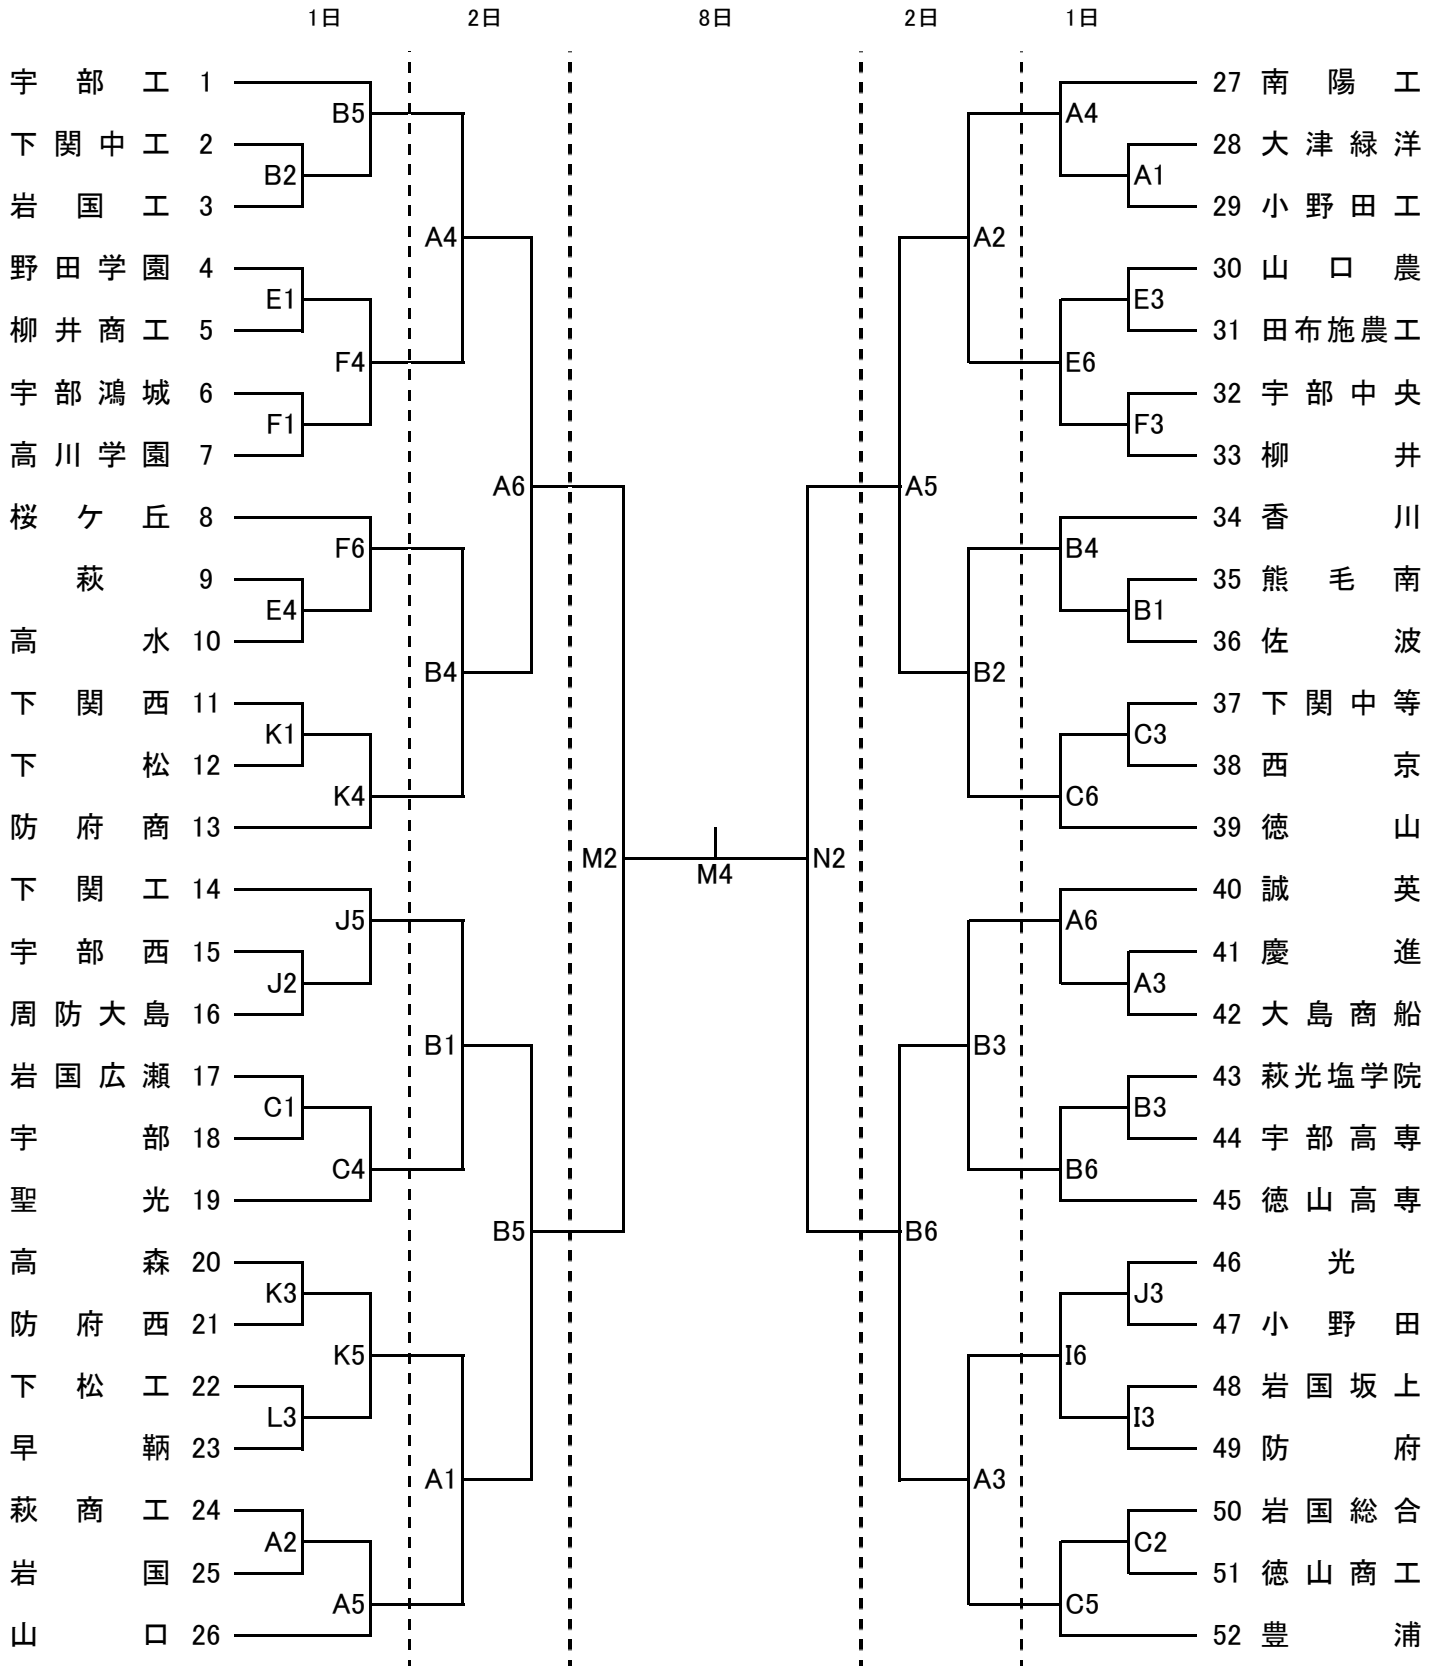 1日 2日 8日 2日 1日
宇部工 1 27 南陽工
B5 A4
下関中工 2 28 大津緑洋
B2 A1
岩国工 3 29 小野田工
A4 A2
野田学園 4 30 山口農
E1 E3
柳井商工 5 31 田布施農工
F4 E6
宇部鴻城 6 32 宇部中央
F1 F3
高川学園 7 33 柳井
A6 A5
桜ケ丘 8 34 香川
F6 B4
萩 9 35 熊毛南
E4 B1
高水 10 36 佐波
B4 B2
下関西 11 37 下関中等
K1 C3
下松 12 38 西京
K4 C6
防府商 13 39 徳山
M2 M4 N2
下関工 14 40 誠英
J5 A6
宇部西 15 41 慶進
J2 A3
周防大島 16 42 大島商船
B1 B3
岩国広瀬 17 43 萩光塩学院
C1 B3
宇部 18 44 宇部高専
C4 B6
聖光 19 45 徳山高専
B5 B6
高森 20 46 光
K3 J3
防府西 21 47 小野田
K5 I6
下松工 22 48 岩国坂上
L3 I3
早鞆 23 49 防府
A1 A3
萩商工 24 50 岩国総合
A2 C2
岩国 25 51 徳山商工
A5 C5
山口 26 52 豊浦